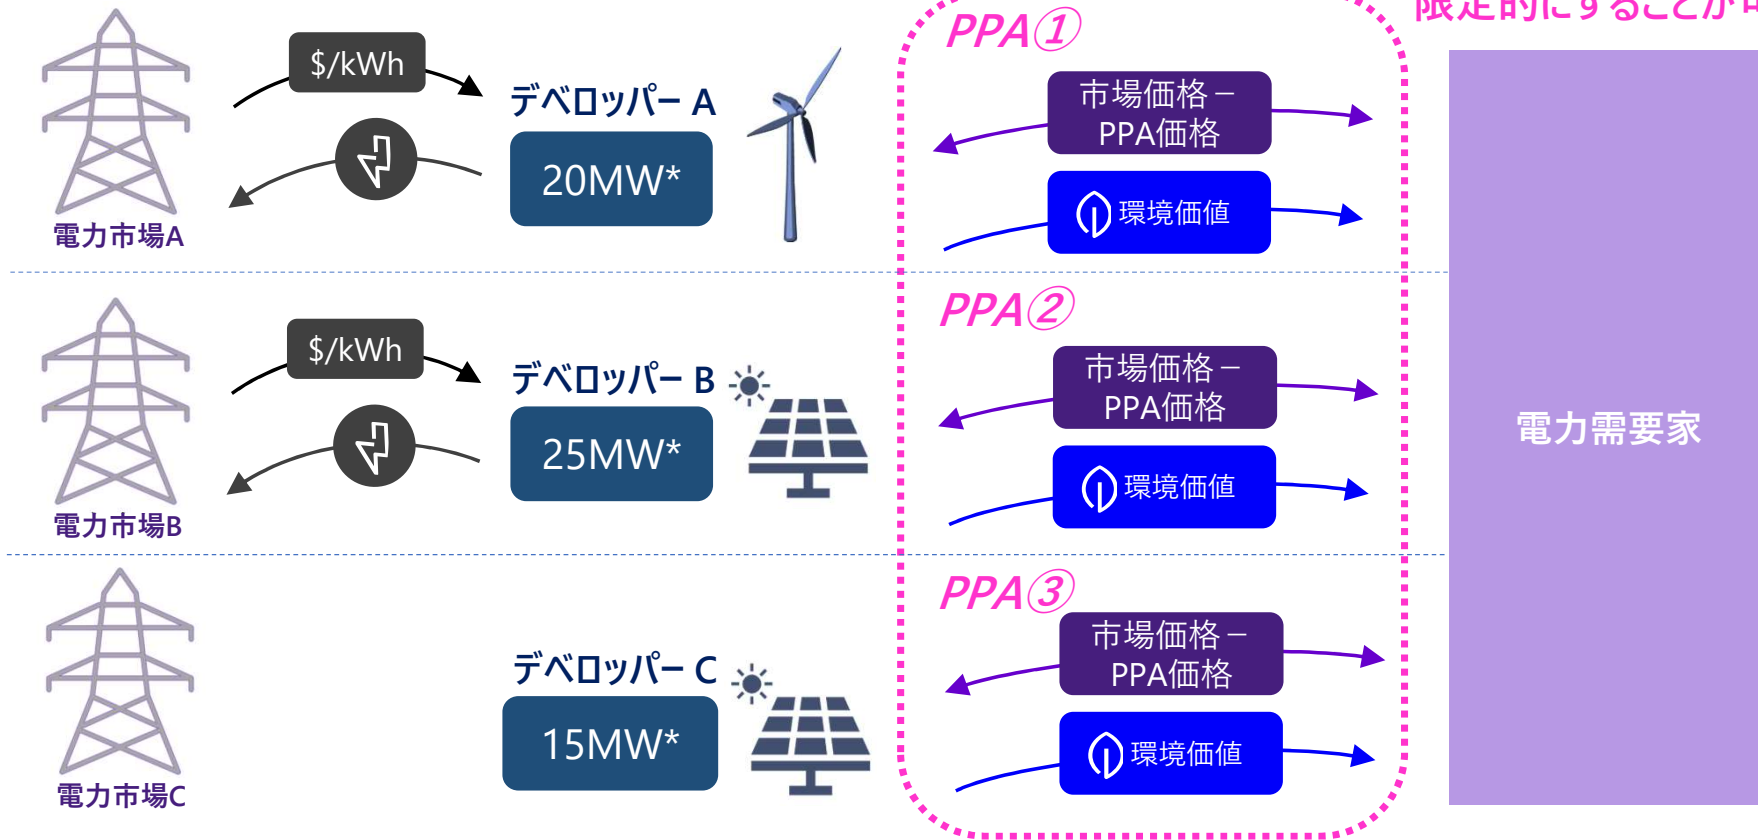 限定的にすることが可
PPA①
$/kWh
デベロッパー A
20MW*
市場価格－
PPA価格
環境価値
電力市場A
PPA②
$/kWh
デベロッパー B
25MW*
市場価格－
PPA価格
環境価値
電力市場B
電力需要家
PPA③
デベロッパー C
15MW*
市場価格－
PPA価格
環境価値
電力市場C